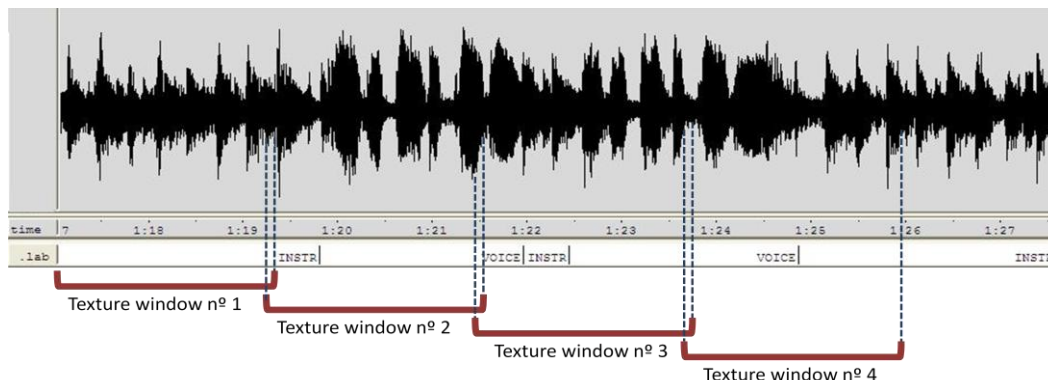 time 7 1:18 1:19 1:20 1:21 1:22 1:23 1:24 1:25 1:26 1:27
.lab INSTR VOICE INSTR VOICE INST
Texture window nº 1
Texture window nº 2
Texture window nº 3
Texture window nº 4